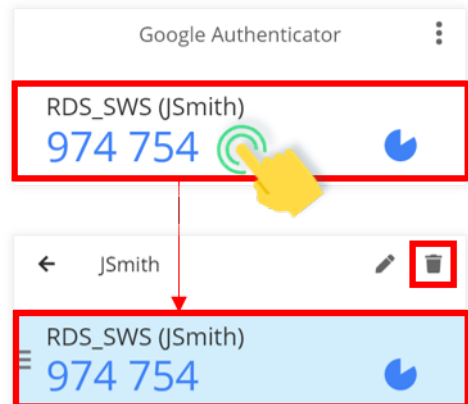 Google Authenticator
RDS_SWS (JSmith)
974 754
JSmith
RDS_SWS (JSmith)
974 754